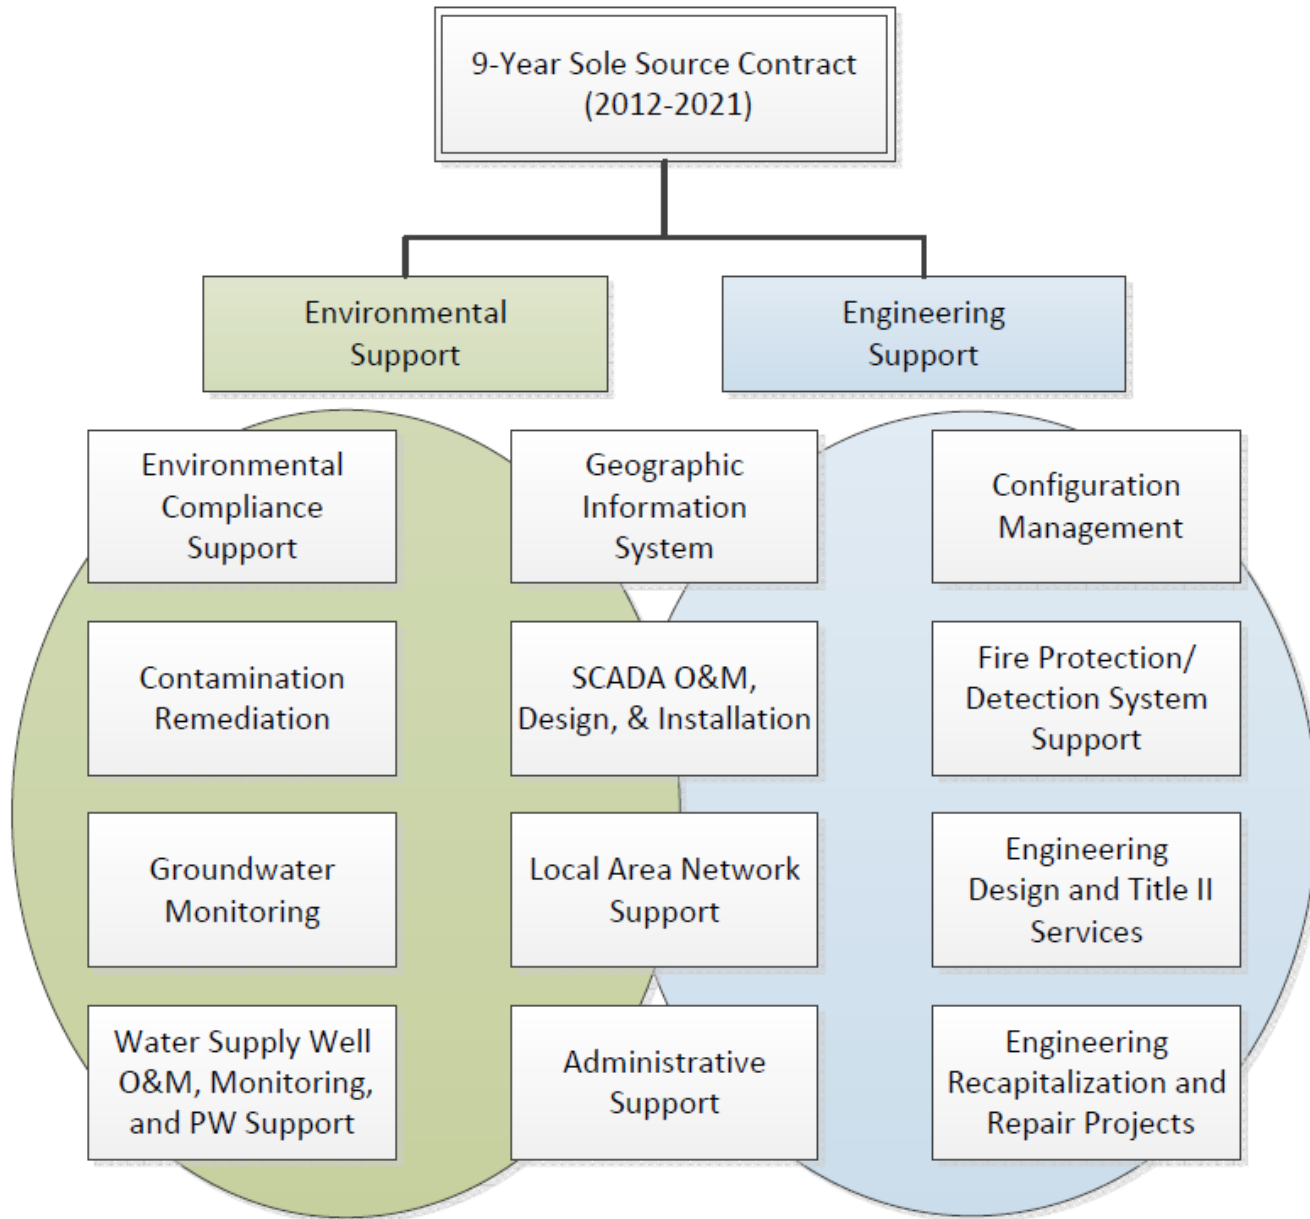 9-Year Sole Source Contract
(2012-2021)
Environmental
Support
Engineering
Support
Environmental
Compliance
Support
Geographic
Information
System
Configuration
Management
Contamination
Remediation
SCADA O&M,
Design, & Installation
Fire Protection/
Detection System
Support
Groundwater
Monitoring
Local Area Network
Support
Engineering
Design and Title II
Services
Water Supply Well
O&M, Monitoring,
and PW Support
Administrative
Support
Engineering
Recapitalization and
Repair Projects